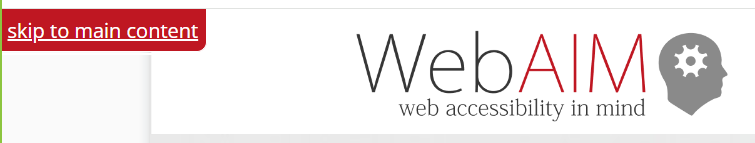 skip to main content
WebAIM
web accessibility in mind